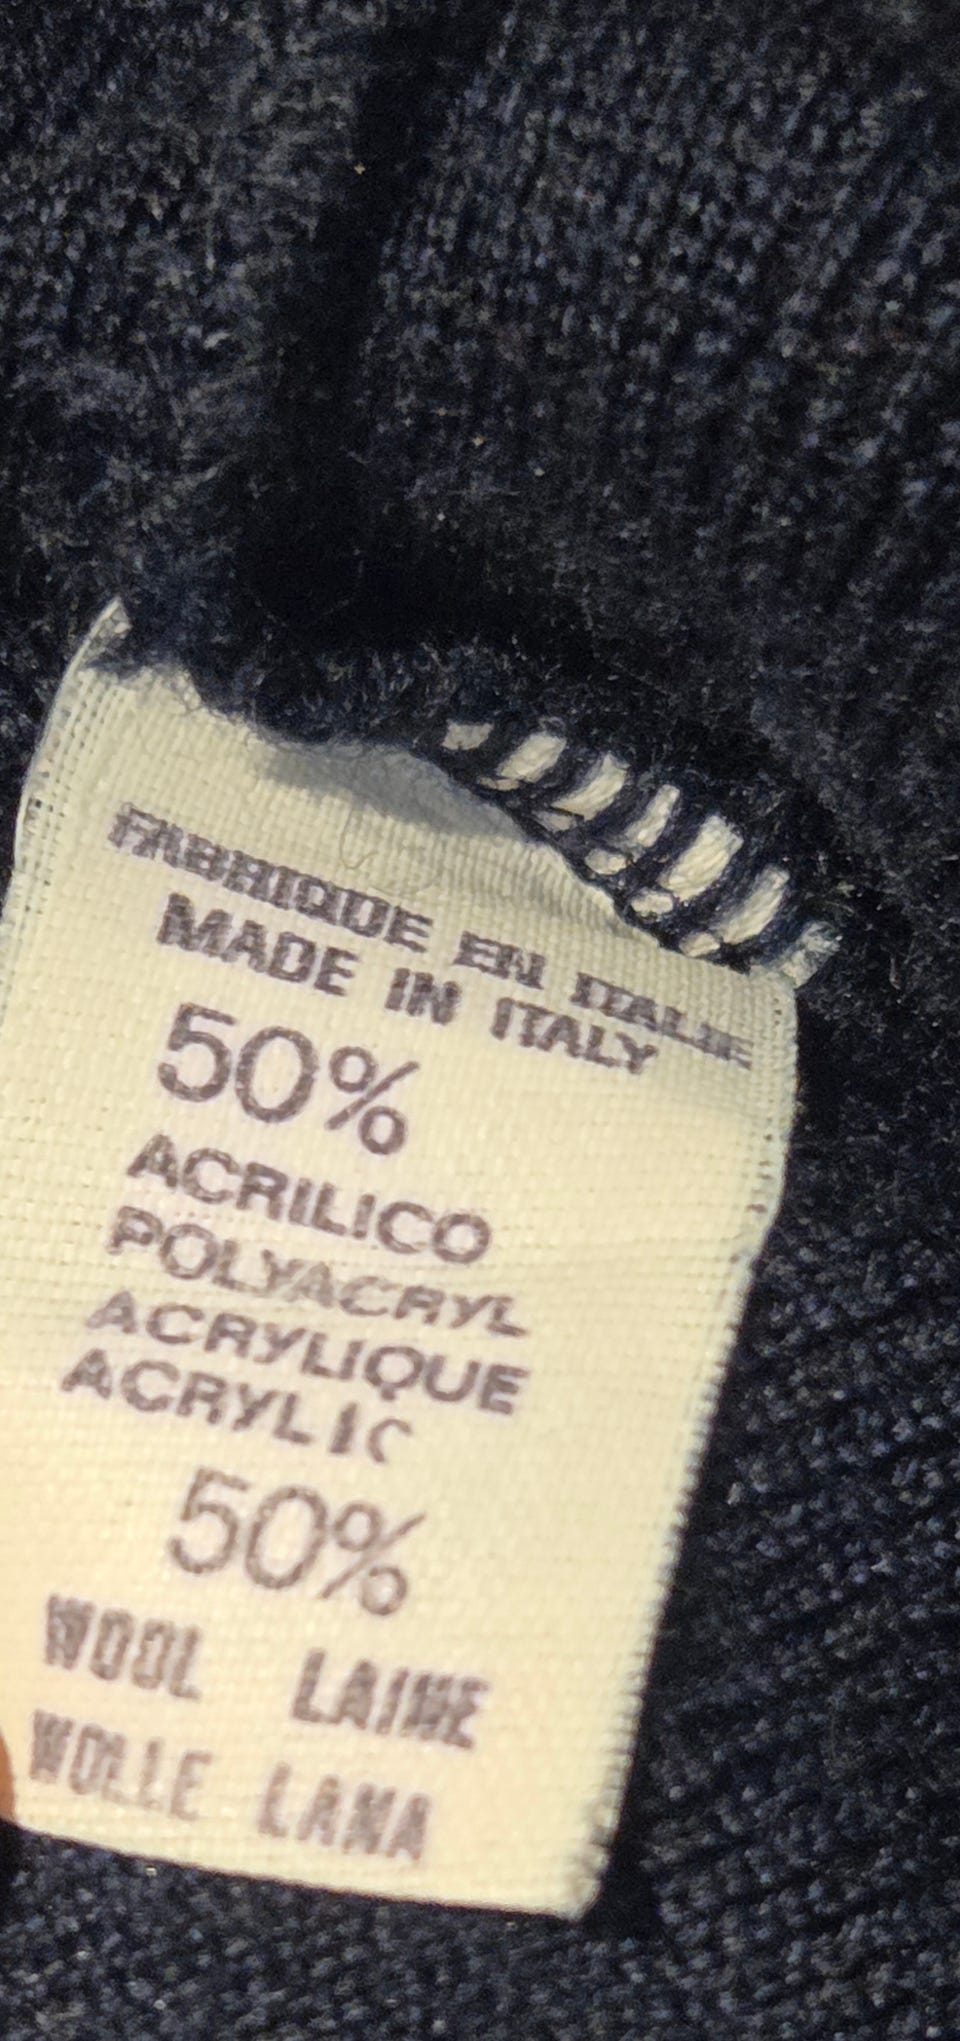 FABRIQUE EN ITALIE
MADE IN ITALY
50%
ACRILICO
POLYACRYL
ACRYLIQUE
ACRYLIC
50%
WOOL LAINE
WOLLE LANA